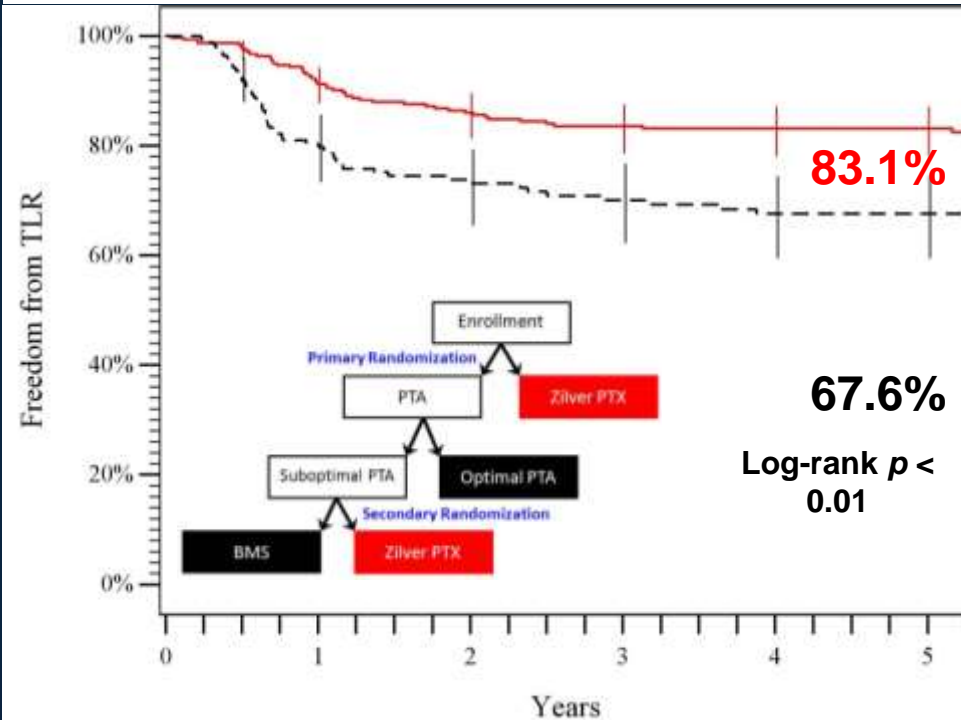 Freedom from TLR
100%
80%
60%
40%
20%
0%
83.1%
67.6%
Log-rank p <
0.01
Enrollment
Primary Randomization
PTA
Zilver PTX
Suboptimal PTA
Optimal PTA
Secondary Randomization
BMS
Zilver PTX
0 1 2 3 4 5
Years